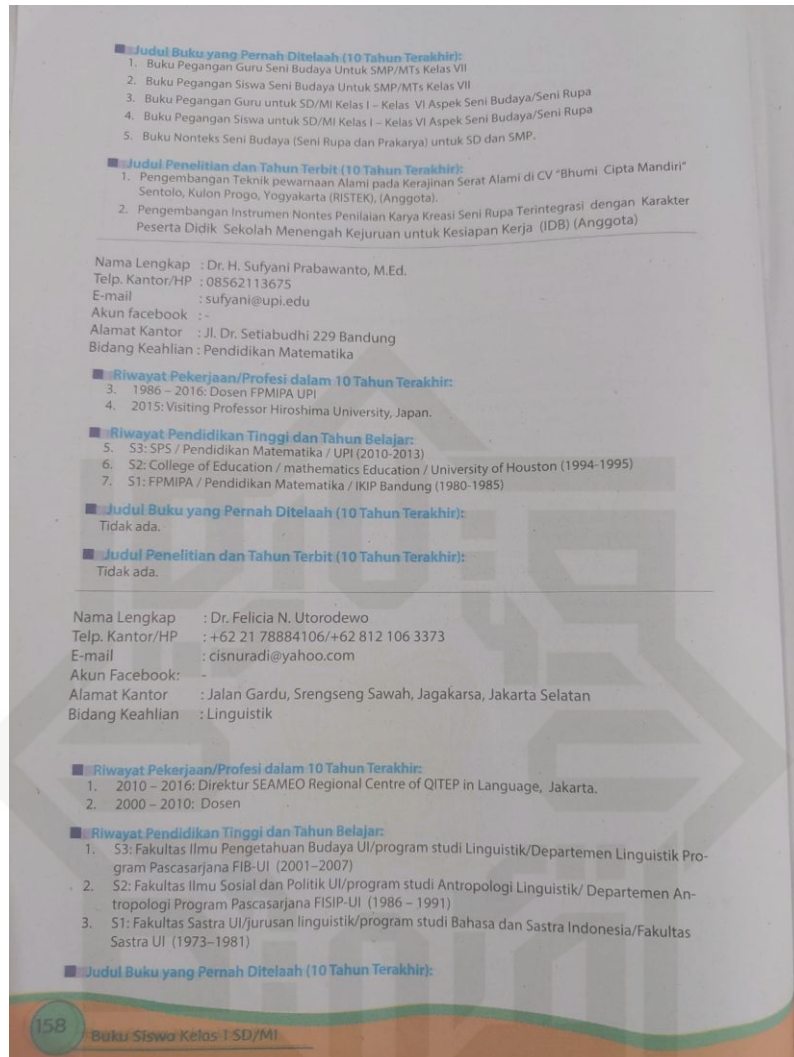 Judul Buku yang Pernah Ditelaah (10 Tahun Terakhir):
1. Buku Pegangan Guru Seni Budaya Untuk SMP/MTs Kelas VII
2. Buku Pegangan Siswa Seni Budaya Untuk SMP/MTs Kelas VII
3. Buku Pegangan Guru untuk SD/MI Kelas I – Kelas VI Aspek Seni Budaya/Seni Rupa
4. Buku Pegangan Siswa untuk SD/MI Kelas I – Kelas VI Aspek Seni Budaya/Seni Rupa
5. Buku Nonteks Seni Budaya (Seni Rupa dan Prakarya) untuk SD dan SMP.
Judul Penelitian dan Tahun Terbit (10 Tahun Terakhir):
1. Pengembangan Teknik pewarnaan Alami pada Kerajinan Serat Alami di CV "Bhumi Cipta Mandiri"
Sentolo, Kulon Progo, Yogyakarta (RISTEK), (Anggota).
2. Pengembangan Instrumen Nontes Penilaian Karya Kreasi Seni Rupa Terintegrasi dengan Karakter
Peserta Didik Sekolah Menengah Kejuruan untuk Kesiapan Kerja (IDB) (Anggota)
Nama Lengkap : Dr. H. Sufyani Prabawanto, M.Ed.
Telp. Kantor/HP : 08562113675
E-mail : sufyani@upi.edu
Akun facebook : -
Alamat Kantor : Jl. Dr. Setiabudhi 229 Bandung
Bidang Keahlian : Pendidikan Matematika
Riwayat Pekerjaan/Profesi dalam 10 Tahun Terakhir:
3. 1986 – 2016: Dosen FPMIPA UPI
4. 2015: Visiting Professor Hiroshima University, Japan.
Riwayat Pendidikan Tinggi dan Tahun Belajar:
5. S3: SPS / Pendidikan Matematika / UPI (2010-2013)
6. S2: College of Education / mathematics Education / University of Houston (1994-1995)
7. S1: FPMIPA / Pendidikan Matematika / IKIP Bandung (1980-1985)
Judul Buku yang Pernah Ditelaah (10 Tahun Terakhir):
Tidak ada.
Judul Penelitian dan Tahun Terbit (10 Tahun Terakhir):
Tidak ada.
Nama Lengkap : Dr. Felicia N. Utorodewo
Telp. Kantor/HP : +62 21 78884106/+62 812 106 3373
E-mail : cisnuradi@yahoo.com
Akun Facebook: -
Alamat Kantor : Jalan Gardu, Srengseng Sawah, Jagakarsa, Jakarta Selatan
Bidang Keahlian : Linguistik
Riwayat Pekerjaan/Profesi dalam 10 Tahun Terakhir:
1. 2010 – 2016: Direktur SEAMEO Regional Centre of QITEP in Language, Jakarta.
2. 2000 – 2010: Dosen
Riwayat Pendidikan Tinggi dan Tahun Belajar:
1. S3: Fakultas Ilmu Pengetahuan Budaya UI/program studi Linguistik/Departemen Linguistik Pro-
gram Pascasarjana FIB-UI (2001–2007)
2. S2: Fakultas Ilmu Sosial dan Politik UI/program studi Antropologi Linguistik/ Departemen An-
tropologi Program Pascasarjana FISIP-UI (1986 – 1991)
3. S1: Fakultas Sastra UI/jurusan linguistik/program studi Bahasa dan Sastra Indonesia/Fakultas
Sastra UI (1973–1981)
Judul Buku yang Pernah Ditelaah (10 Tahun Terakhir):
158
Buku Siswa Kelas 1 SD/MI